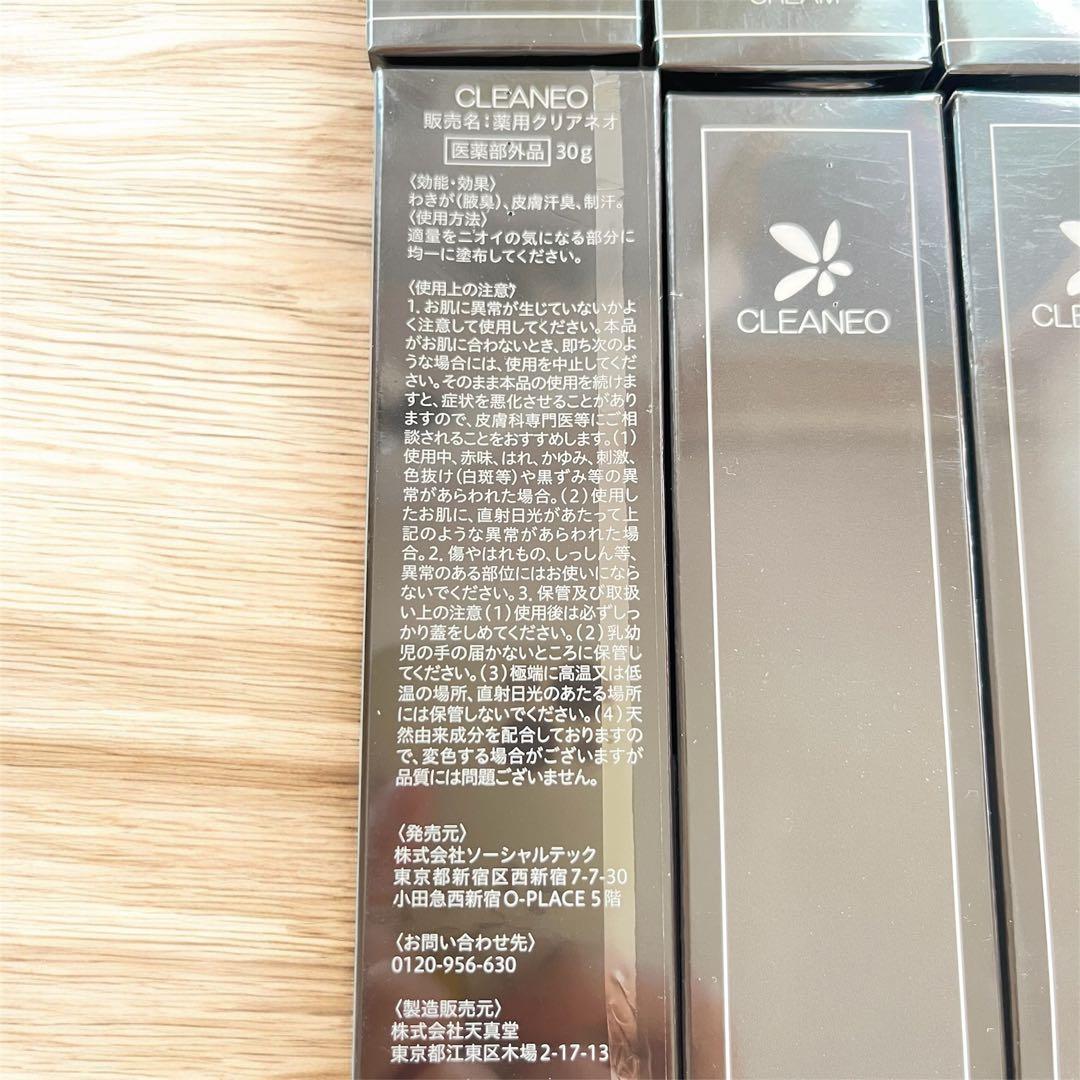 CREAM
CLEANEO
販売名:薬用クリアネオ
医薬部外品 30g
〈効能・効果〉
わきが(腋臭)、皮膚汗臭、制汗。
〈使用方法〉
適量をニオイの気になる部分に
均一に塗布してください。
〈使用上の注意〉
1. お肌に異常が生じていないかよ
く注意して使用してください。本品
がお肌に合わないとき、即ち次のよ
うな場合には、使用を中止してくだ
さい。そのまま本品の使用を続けま
すと、症状を悪化させることがあり
ますので、皮膚科専門医等にご相
談されることをおすすめします。(1)
使用中、赤味、はれ、かゆみ、刺激、
色抜け(白斑等)や黒ずみ等の異
常があらわれた場合。(2)使用し
たお肌に、直射日光があたって上
記のような異常があらわれた場
合。2. 傷やはれもの、しっしん等、
異常のある部位にはお使いになら
ないでください。3. 保管及び取扱
い上の注意(1)使用後は必ずしっ
かり蓋をしめてください。(2)乳幼
児の手の届かないところに保管し
てください。(3)極端に高温又は低
温の場所、直射日光のあたる場所
には保管しないでください。(4)天
然由来成分を配合しておりますの
で、変色する場合がございますが
品質には問題ございません。
〈発売元〉
株式会社ソーシャルテック
東京都新宿区西新宿7-7-30
小田急西新宿O-PLACE 5階
〈お問い合わせ先〉
0120-956-630
〈製造販売元〉
株式会社天真堂
東京都江東区木場2-17-13
CLEANEO
CLE